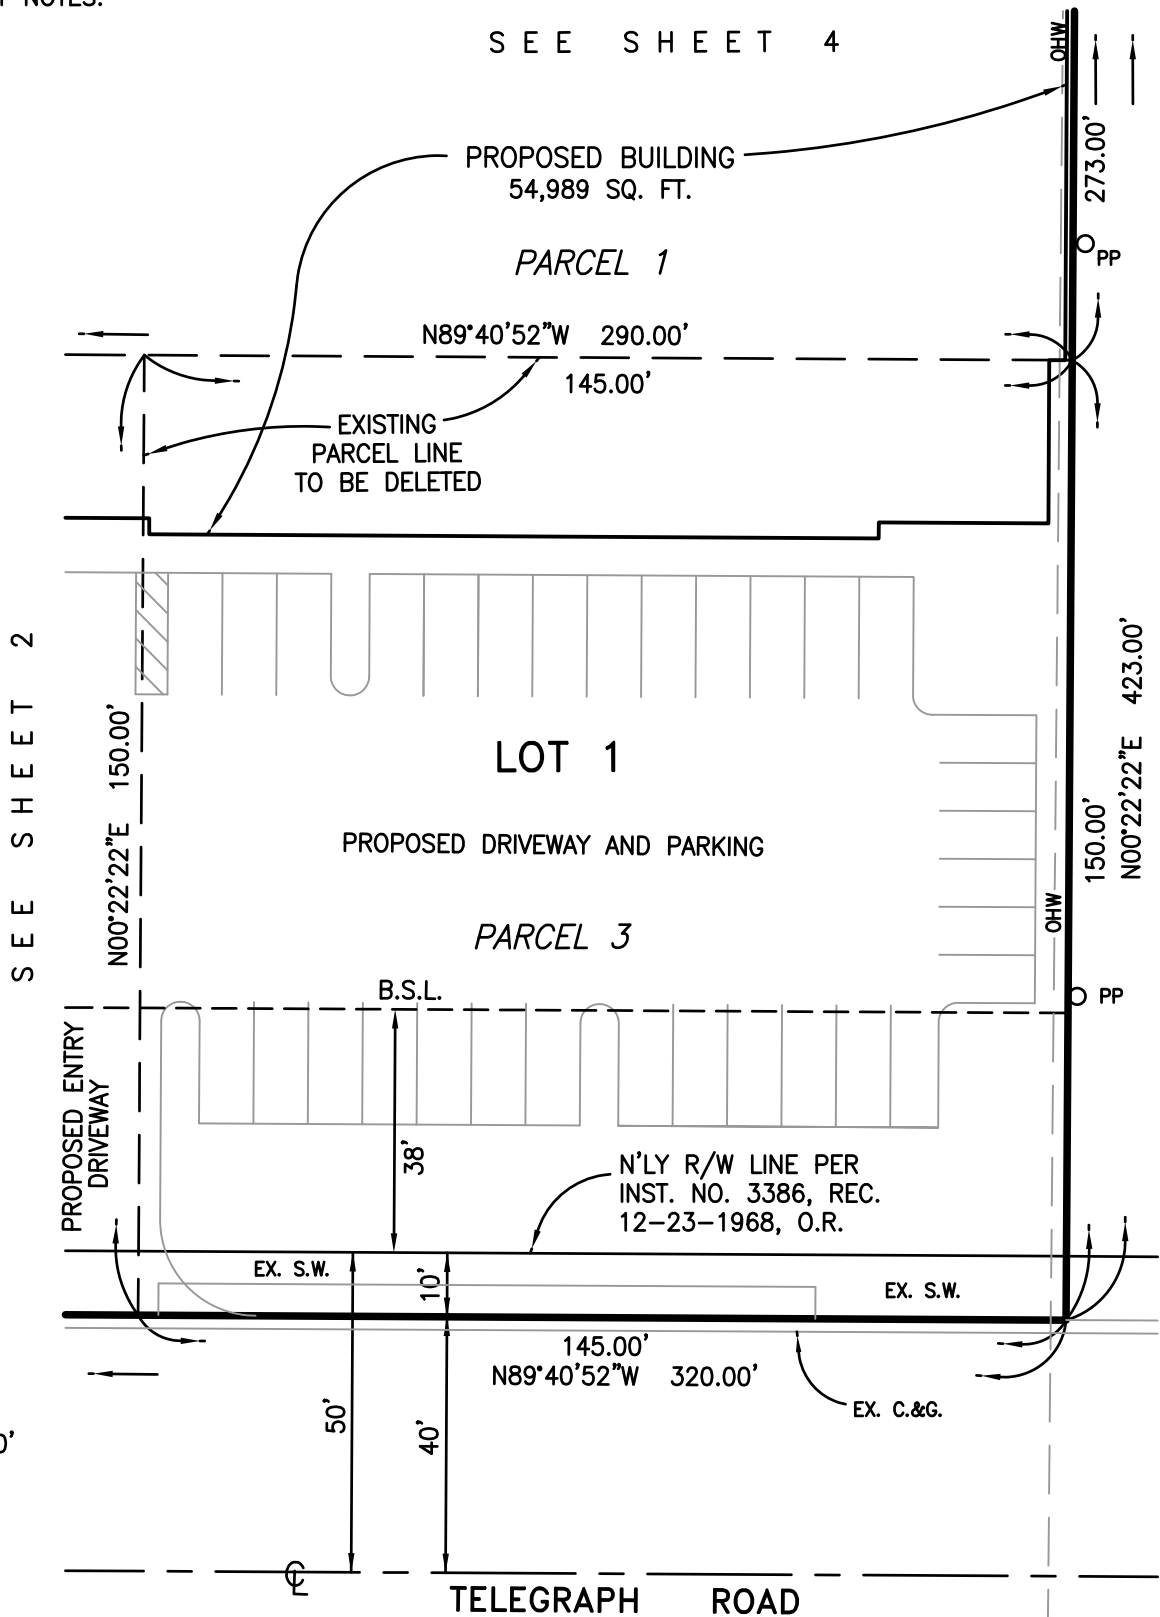 NOTES:
SEE SHEET 4
OHW
PROPOSED BUILDING
54,989 SQ. FT.
273.00'
PARCEL 1
PP
N89°40'52"W 290.00'
145.00'
EXISTING
PARCEL LINE
TO BE DELETED
SEE SHEET 2
N00°22'22"E 150.00'
LOT 1
PROPOSED DRIVEWAY AND PARKING
PARCEL 3
150.00'
N00°22'22"E 423.00'
OHW
B.S.L.
PP
PROPOSED ENTRY
DRIVEWAY
38'
N'LY R/W LINE PER
INST. NO. 3386, REC.
12-23-1968, O.R.
EX. S.W.
10'
EX. S.W.
145.00'
N89°40'52"W 320.00'
EX. C.&G.
50'
40'
℄
TELEGRAPH ROAD